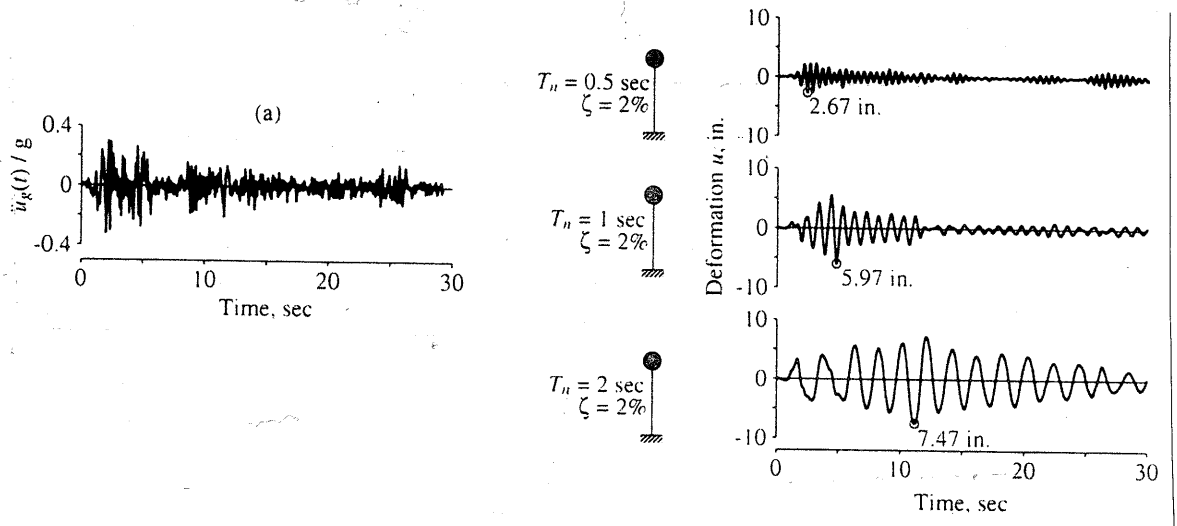 (a)
0.4
0
-0.4
ü_g(t) / g
0
10
20
30
Time, sec
T_n = 0.5 sec
ζ = 2%
T_n = 1 sec
ζ = 2%
T_n = 2 sec
ζ = 2%
Deformation u, in.
10
0
-10
2.67 in.
10
0
-10
5.97 in.
10
0
-10
7.47 in.
0
10
20
30
Time, sec